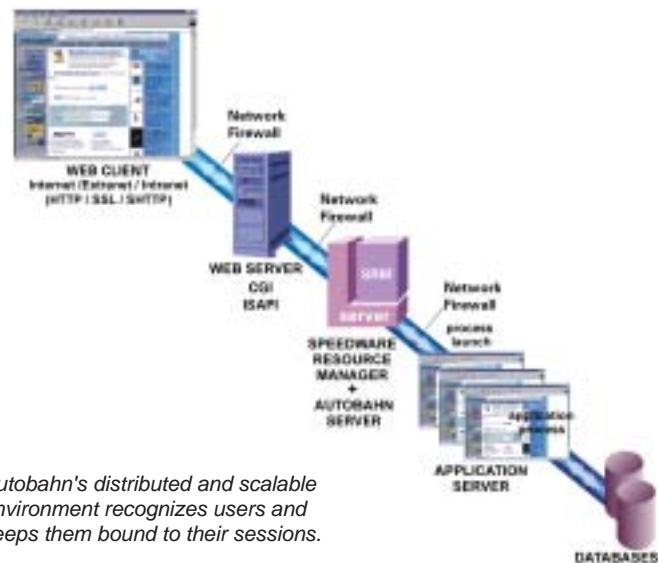 Network
Firewall
WEB CLIENT
Internet /Extranet / Intranet
(HTTP / SSL / SHTTP)
Network
Firewall
WEB SERVER
CGI
ISAPI
SRM
server
Network
Firewall
process
launch
SPEEDWARE
RESOURCE
MANAGER
+
AUTOBAHN
SERVER
application
process
APPLICATION
SERVER
utobahn's distributed and scalable
nvironment recognizes users and
eeps them bound to their sessions.
DATABASES